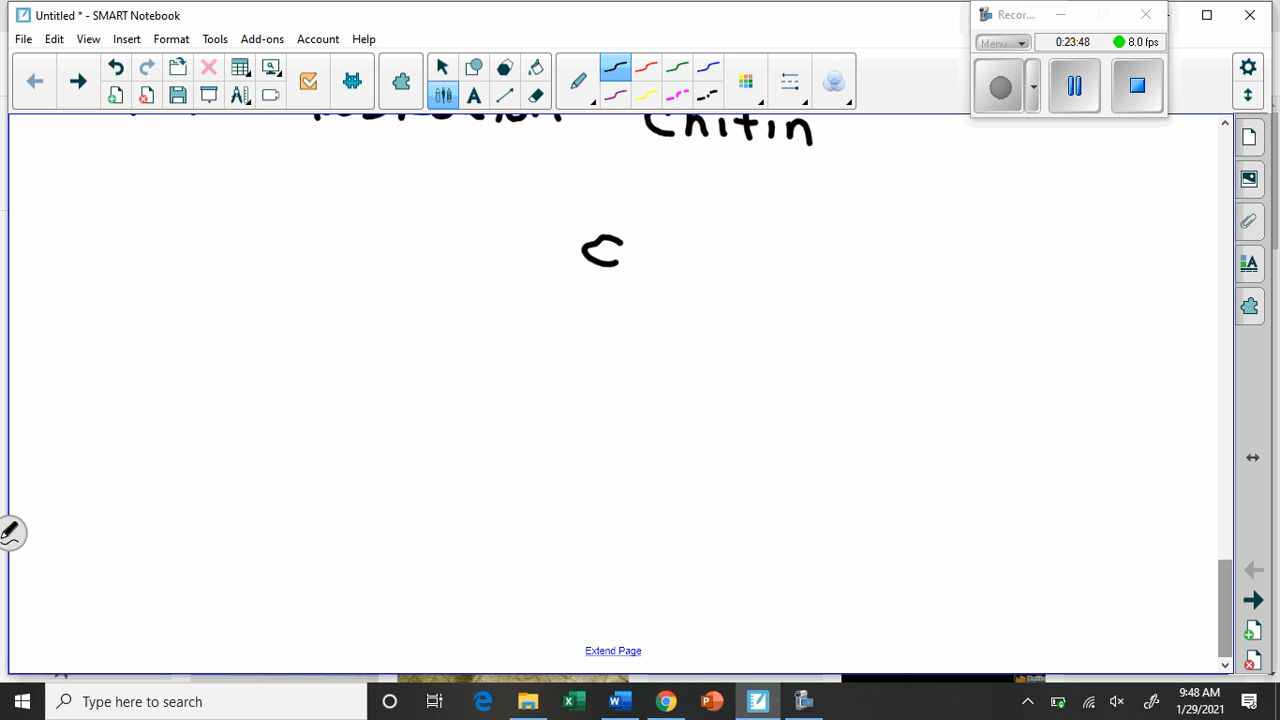 Untitled * - SMART Notebook
Recor...
File Edit View Insert Format Tools Add-ons Account Help
Menu 0:23:48 8.0 fps
Chitin
C
Extend Page
Type here to search
9:48 AM
1/29/2021